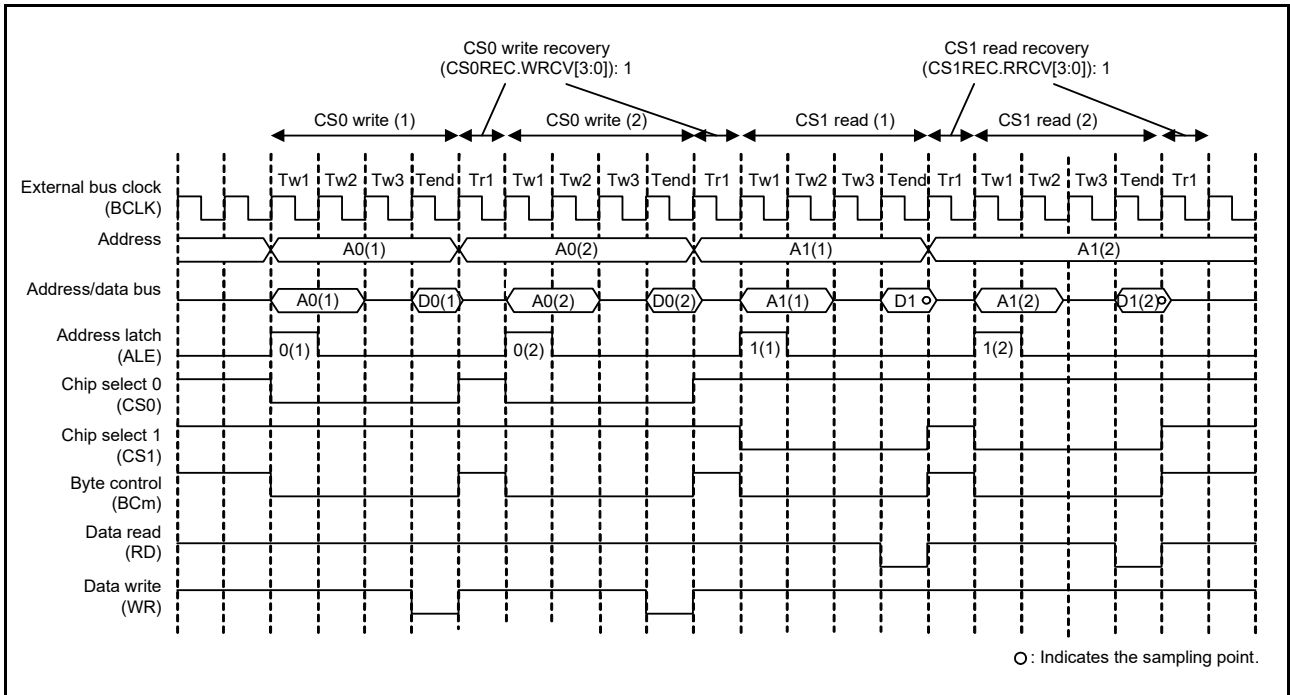 CS0 write recovery
(CS0REC.WRCV[3:0]): 1
CS1 read recovery
(CS1REC.RRCV[3:0]): 1
CS0 write (1) CS0 write (2) CS1 read (1) CS1 read (2)
Tw1 Tw2 Tw3 Tend Tr1 Tw1 Tw2 Tw3 Tend Tr1 Tw1 Tw2 Tw3 Tend Tr1 Tw1 Tw2 Tw3 Tend Tr1
External bus clock
(BCLK)
Address A0(1) A0(2) A1(1) A1(2)
Address/data bus A0(1) D0(1 A0(2) D0(2) A1(1) D1 A1(2) D1(2)
Address latch
(ALE) 0(1) 0(2) 1(1) 1(2)
Chip select 0
(CS0)
Chip select 1
(CS1)
Byte control
(BCm)
Data read
(RD)
Data write
(WR)
: Indicates the sampling point.